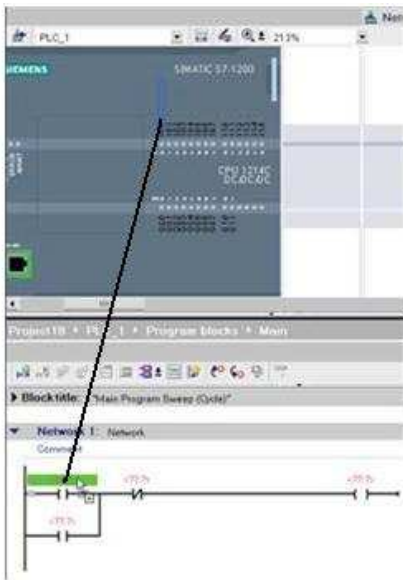 Net
PLC_1
213%
SIEMENS
SIMATIC S7-1200
CPU 1214C
DC/DC/DC
Project18 PLC_1 Program blocks Main
Block title: "Main Program Sweep (Cycle)"
Network 1: Network
Comment
<??.?>
<??.?>
<??.?>